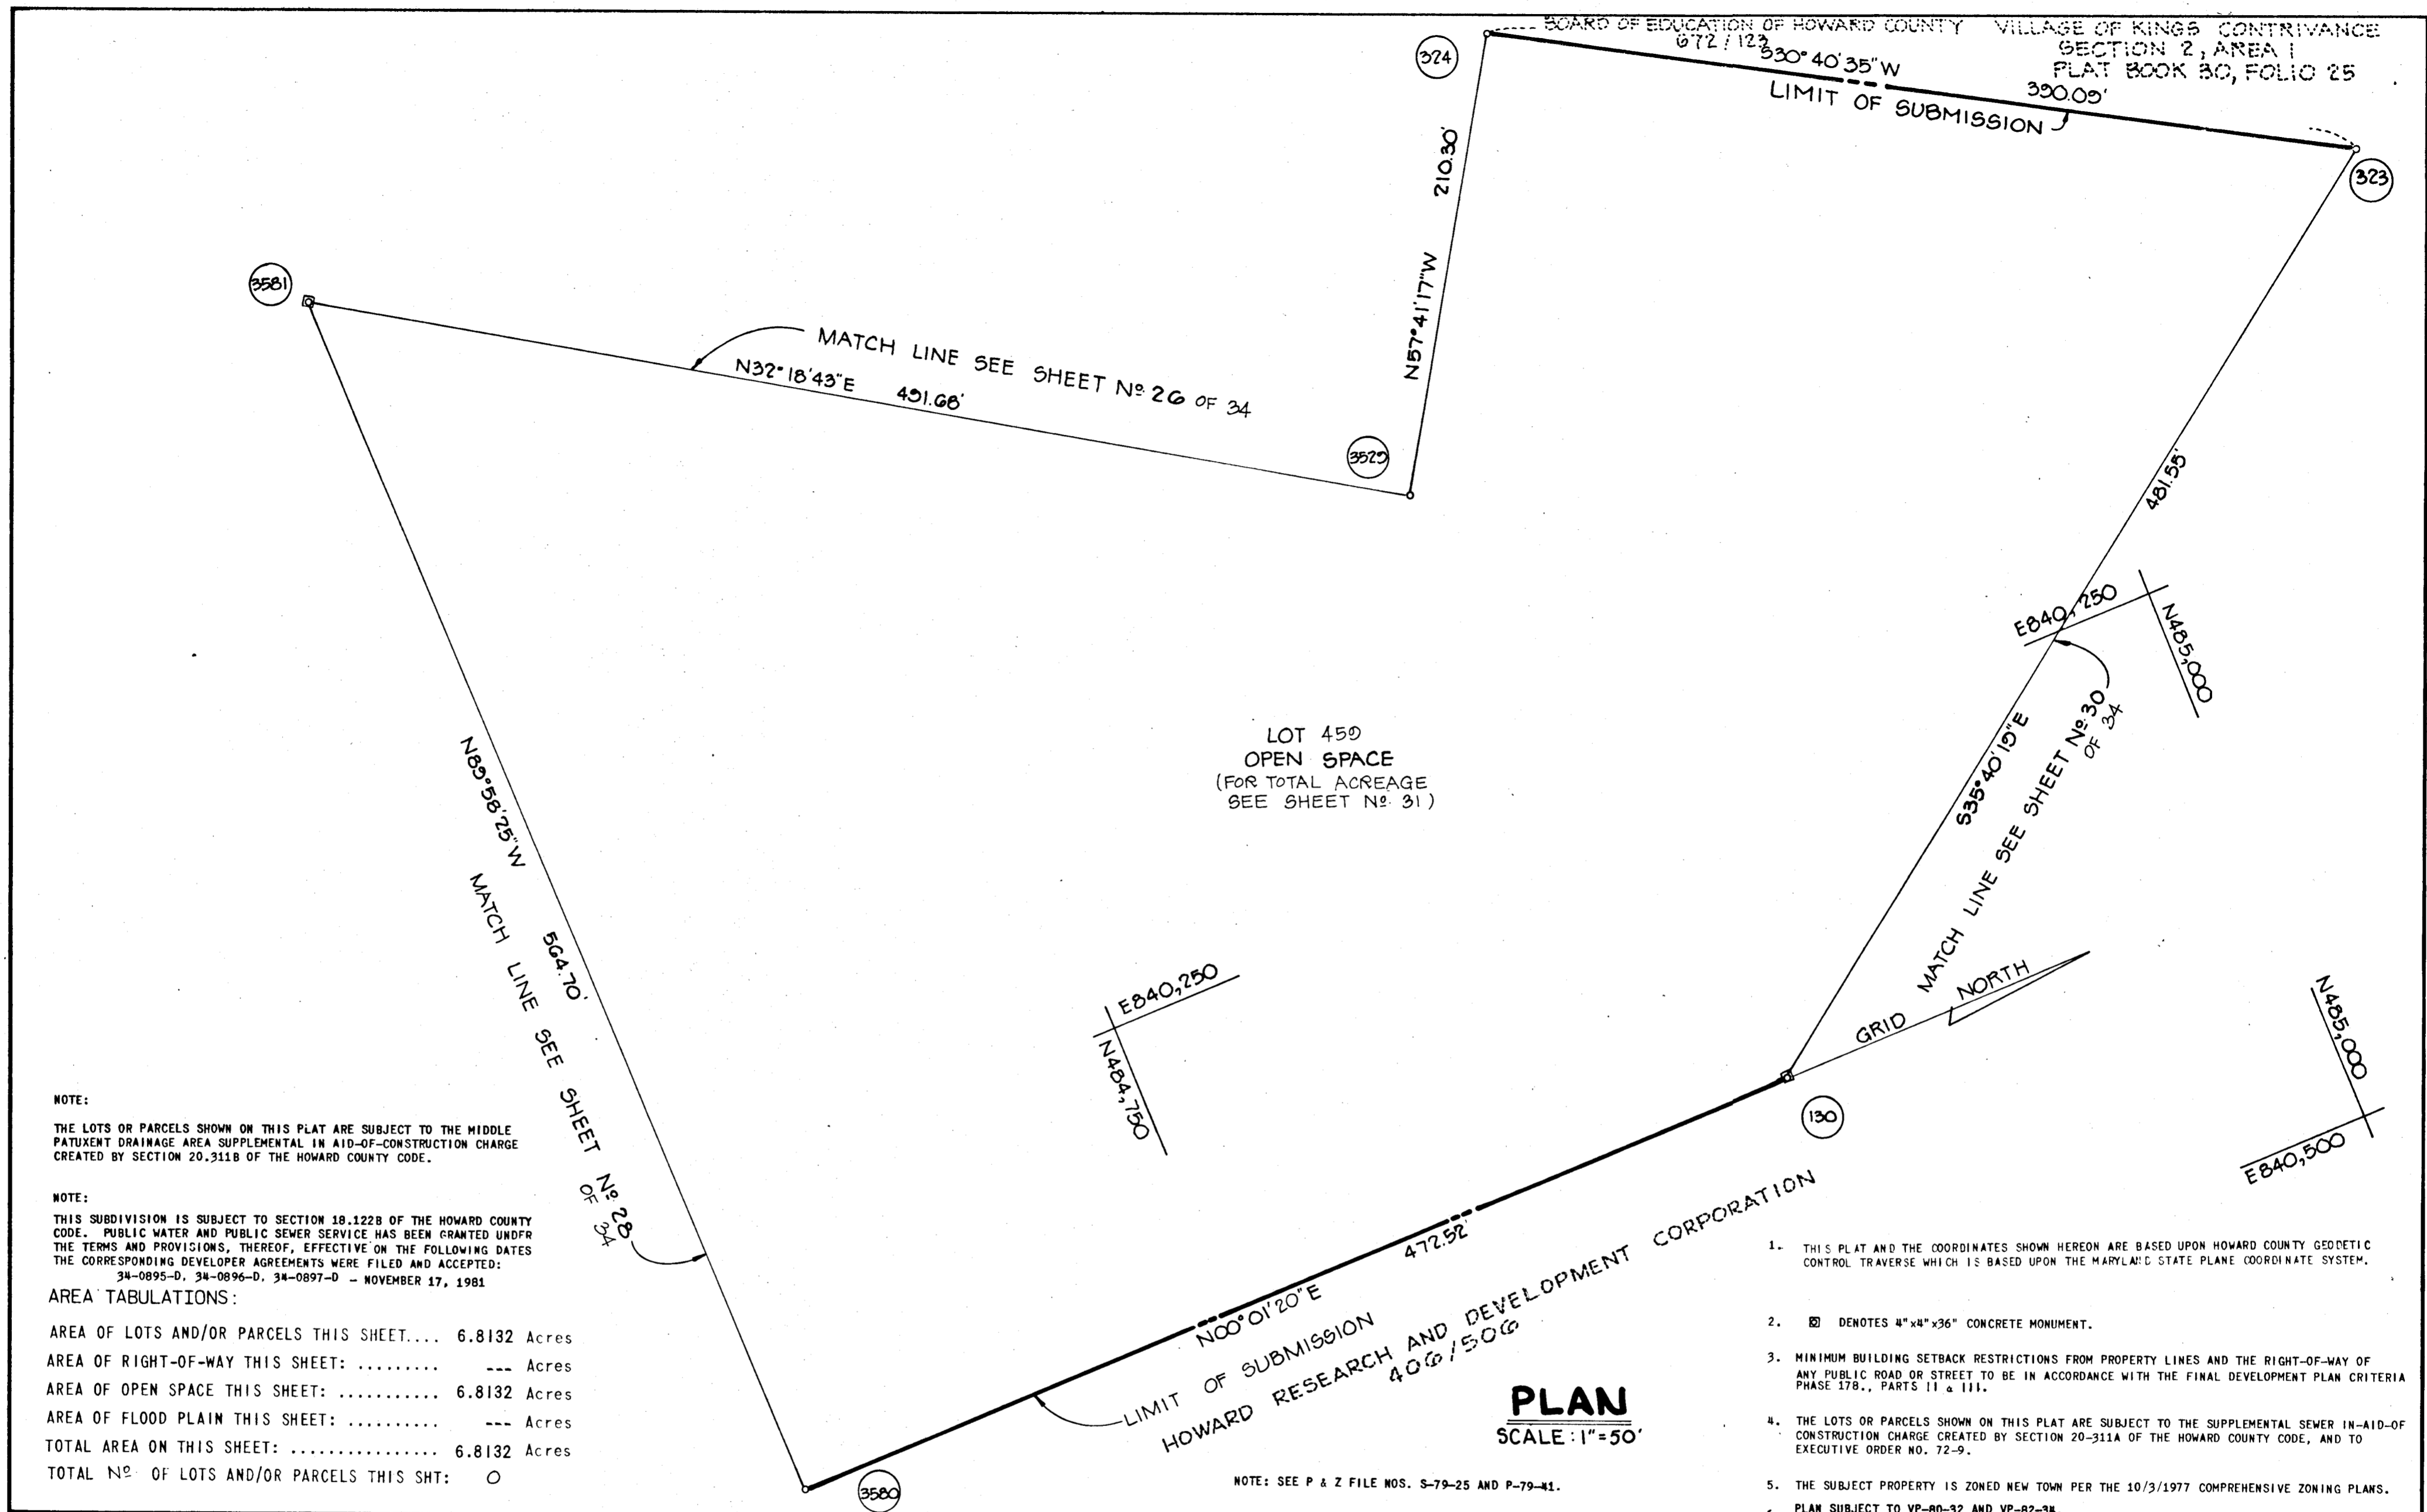 BOARD OF EDUCATION OF HOWARD COUNTY
672/123
VILLAGE OF KINGS CONTRIVANCE
SECTION 2, AREA 1
PLAT BOOK 30, FOLIO 25
324
S30°40'35"W
390.09'
LIMIT OF SUBMISSION
323
210.30'
N57°41'17"W
3581
MATCH LINE SEE SHEET Nº 26 OF 34
N32°18'43"E 491.68'
3529
481.55'
E840,250
N485,000
S35°40'19"E
MATCH LINE SEE SHEET Nº 30
OF 34
LOT 459
OPEN SPACE
(FOR TOTAL ACREAGE
SEE SHEET Nº 31)
N89°58'25"W
564.70'
MATCH LINE SEE SHEET Nº 28
OF 34
E840,250
N484,750
GRID NORTH
130
N485,000
E840,500
472.52'
N00°01'20"E
LIMIT OF SUBMISSION
HOWARD RESEARCH AND DEVELOPMENT CORPORATION
406/506
3580
NOTE:
THE LOTS OR PARCELS SHOWN ON THIS PLAT ARE SUBJECT TO THE MIDDLE
PATUXENT DRAINAGE AREA SUPPLEMENTAL IN AID-OF-CONSTRUCTION CHARGE
CREATED BY SECTION 20.311B OF THE HOWARD COUNTY CODE.
NOTE:
THIS SUBDIVISION IS SUBJECT TO SECTION 18.122B OF THE HOWARD COUNTY
CODE. PUBLIC WATER AND PUBLIC SEWER SERVICE HAS BEEN GRANTED UNDER
THE TERMS AND PROVISIONS, THEREOF, EFFECTIVE ON THE FOLLOWING DATES
THE CORRESPONDING DEVELOPER AGREEMENTS WERE FILED AND ACCEPTED:
34-0895-D, 34-0896-D, 34-0897-D - NOVEMBER 17, 1981
AREA TABULATIONS:
AREA OF LOTS AND/OR PARCELS THIS SHEET.... 6.8132 Acres
AREA OF RIGHT-OF-WAY THIS SHEET: ......... --- Acres
AREA OF OPEN SPACE THIS SHEET: ........... 6.8132 Acres
AREA OF FLOOD PLAIN THIS SHEET: .......... --- Acres
TOTAL AREA ON THIS SHEET: ................ 6.8132 Acres
TOTAL Nº OF LOTS AND/OR PARCELS THIS SHT: 0
PLAN
SCALE: 1"=50'
NOTE: SEE P & Z FILE NOS. S-79-25 AND P-79-41.
1. THIS PLAT AND THE COORDINATES SHOWN HEREON ARE BASED UPON HOWARD COUNTY GEODETIC
CONTROL TRAVERSE WHICH IS BASED UPON THE MARYLAND STATE PLANE COORDINATE SYSTEM.
2. DENOTES 4"x4"x36" CONCRETE MONUMENT.
3. MINIMUM BUILDING SETBACK RESTRICTIONS FROM PROPERTY LINES AND THE RIGHT-OF-WAY OF
ANY PUBLIC ROAD OR STREET TO BE IN ACCORDANCE WITH THE FINAL DEVELOPMENT PLAN CRITERIA
PHASE 178., PARTS II & III.
4. THE LOTS OR PARCELS SHOWN ON THIS PLAT ARE SUBJECT TO THE SUPPLEMENTAL SEWER IN-AID-OF
CONSTRUCTION CHARGE CREATED BY SECTION 20-311A OF THE HOWARD COUNTY CODE, AND TO
EXECUTIVE ORDER NO. 72-9.
5. THE SUBJECT PROPERTY IS ZONED NEW TOWN PER THE 10/3/1977 COMPREHENSIVE ZONING PLANS.
PLAN SUBJECT TO VP-80-32 AND VP-82-34.